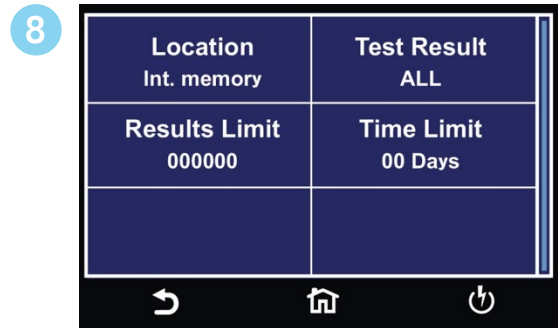 8
Location
Int. memory
Test Result
ALL
Results Limit
000000
Time Limit
00 Days